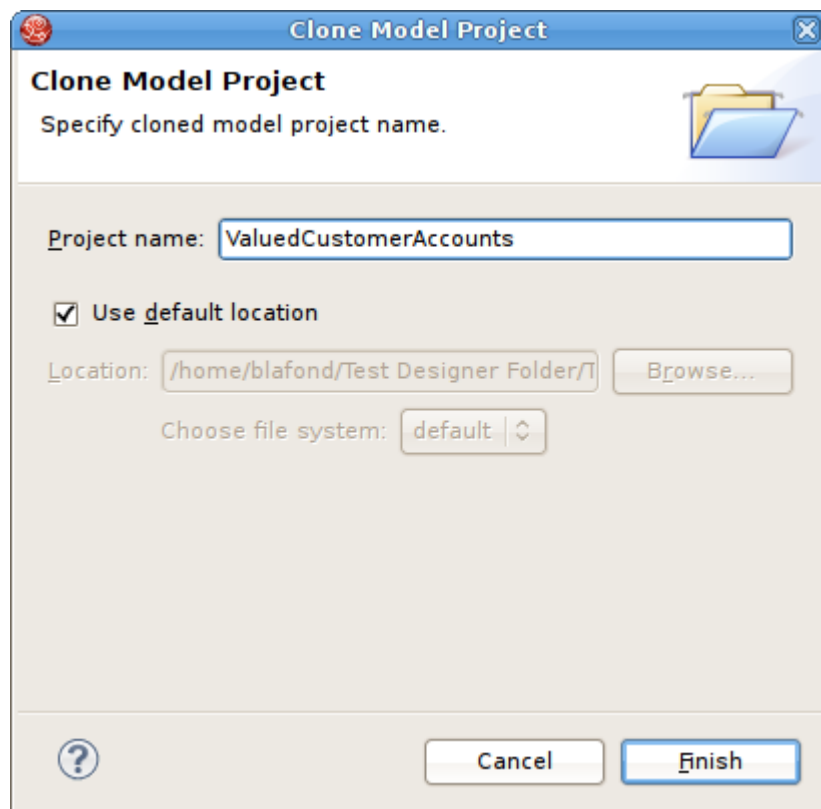 Clone Model Project
Clone Model Project
Specify cloned model project name.
Project name: ValuedCustomerAccounts
Use default location
Location: /home/blafond/Test Designer Folder/T Browse...
Choose file system: default
? Cancel Finish